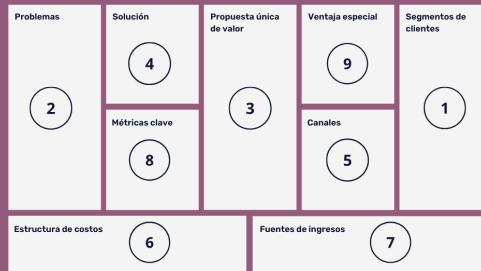 Problemas
2
Solución
4
Métricas clave
8
Propuesta única
de valor
3
Ventaja especial
9
Canales
5
Segmentos de
clientes
1
Estructura de costos
6
Fuentes de ingresos
7